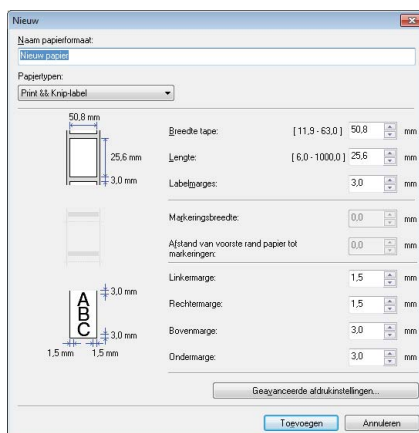 Nieuw
Naam papierformaat:
Nieuw papier
Papiertypen:
Print && Knip-label
50,8 mm
25,6 mm
3,0 mm
Breedte tape: [ 11,9 - 63,0 ] 50,8 mm
Lengte: [ 6,0 - 1000,0 ] 25,6 mm
Labelmarges: 3,0 mm
Markeringsbreedte: 0,0 mm
Afstand van voorste rand papier tot
markeringen: 0,0 mm
3,0 mm
A
B
C
3,0 mm
1,5 mm 1,5 mm
Linkermarge: 1,5 mm
Rechtermarge: 1,5 mm
Bovenmarge: 3,0 mm
Ondermarge: 3,0 mm
Geavanceerde afdrukinstellingen...
Toevoegen Annuleren